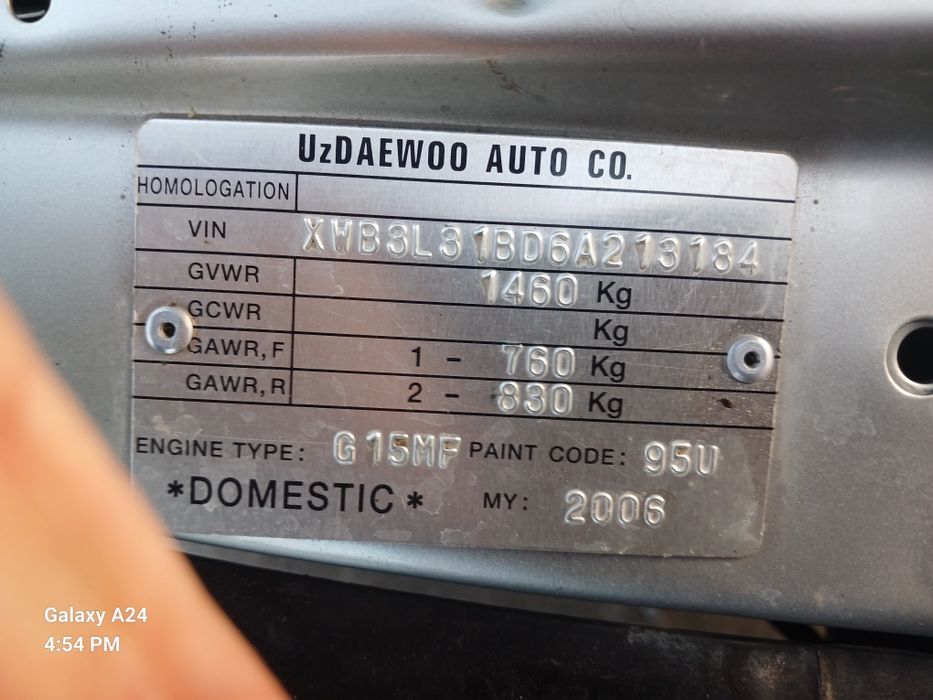 UzDAEWOO AUTO CO.
HOMOLOGATION
VIN XWB3L31BD6A213184
GVWR 1460 Kg
GCWR Kg
GAWR,F 1 - 760 Kg
GAWR,R 2 - 830 Kg
ENGINE TYPE: G15MF PAINT CODE: 95U
*DOMESTIC* MY: 2006
Galaxy A24
4:54 PM